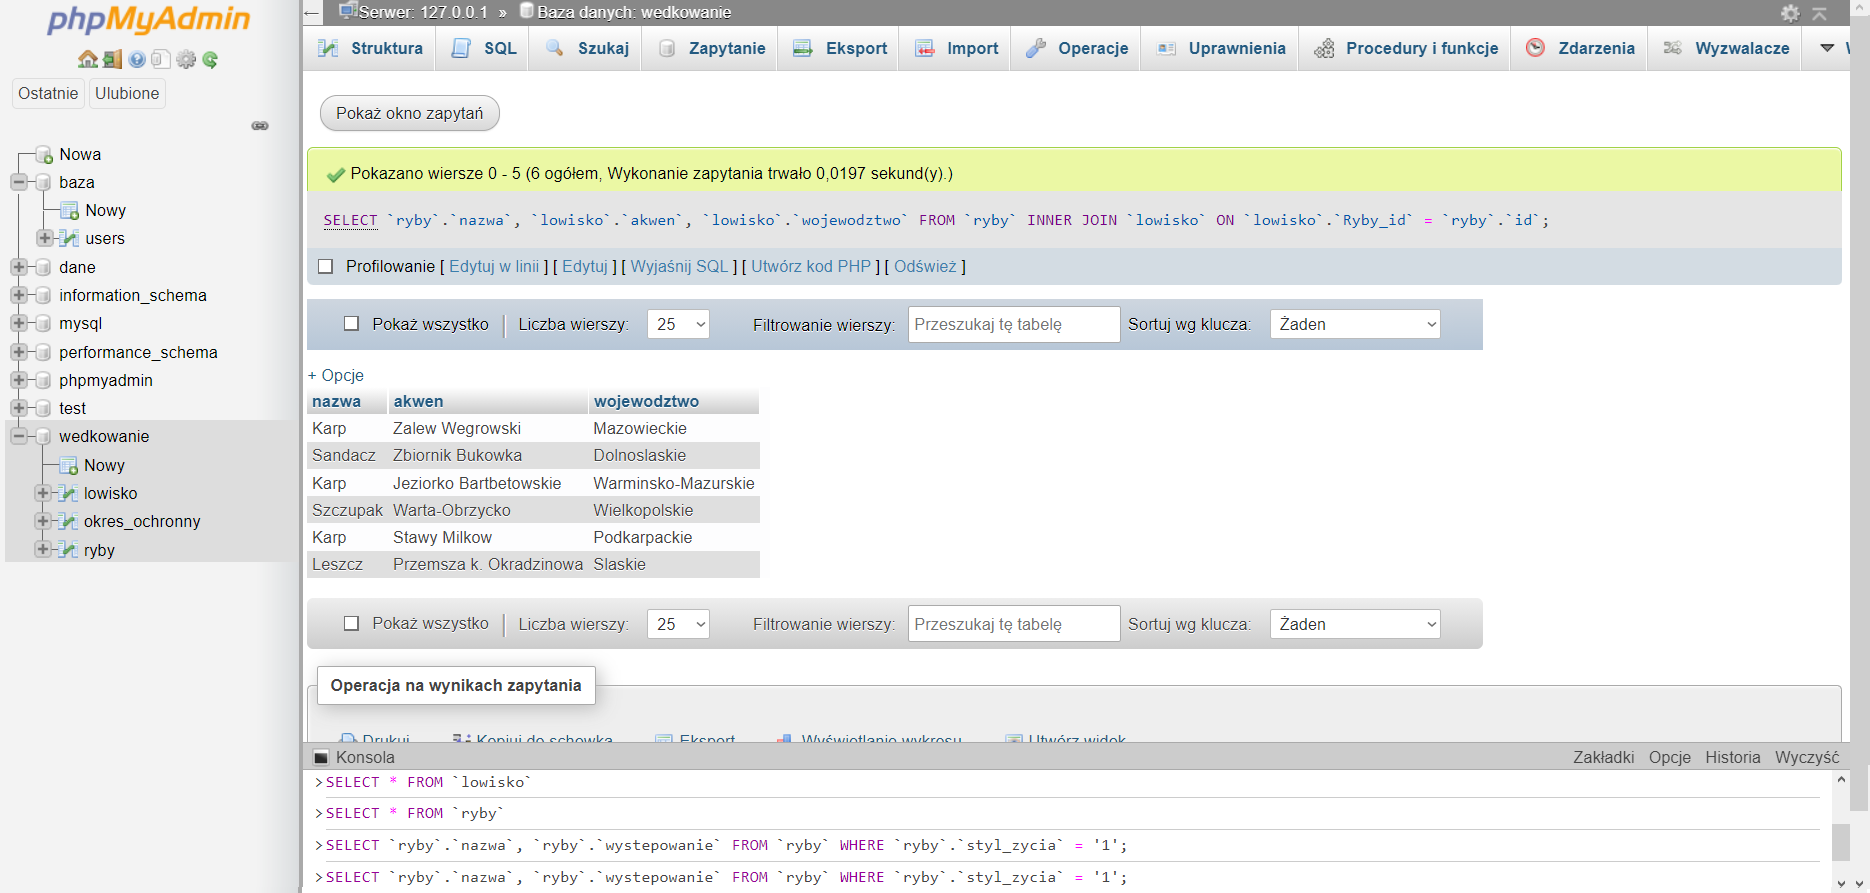 phpMyAdmin
Ostatnie Ulubione
Nowa
baza
Nowy
users
dane
information_schema
mysql
performance_schema
phpmyadmin
test
wedkowanie
Nowy
lowisko
okres_ochronny
ryby
Serwer: 127.0.0.1 » Baza danych: wedkowanie
Struktura SQL Szukaj Zapytanie Eksport Import Operacje Uprawnienia Procedury i funkcje Zdarzenia Wyzwalacze
Pokaż okno zapytań
Pokazano wiersze 0 - 5 (6 ogółem, Wykonanie zapytania trwało 0,0197 sekund(y).)
SELECT `ryby`.`nazwa`, `lowisko`.`akwen`, `lowisko`.`wojewodztwo` FROM `ryby` INNER JOIN `lowisko` ON `lowisko`.`Ryby_id` = `ryby`.`id`;
Profilowanie [ Edytuj w linii ] [ Edytuj ] [ Wyjaśnij SQL ] [ Utwórz kod PHP ] [ Odśwież ]
Pokaż wszystko | Liczba wierszy: 25 Filtrowanie wierszy: Przeszukaj tę tabelę Sortuj wg klucza: Żaden
+ Opcje
nazwa akwen wojewodztwo
Karp Zalew Wegrowski Mazowieckie
Sandacz Zbiornik Bukowka Dolnoslaskie
Karp Jeziorko Bartbetowskie Warminsko-Mazurskie
Szczupak Warta-Obrzycko Wielkopolskie
Karp Stawy Milkow Podkarpackie
Leszcz Przemsza k. Okradzinowa Slaskie
Pokaż wszystko | Liczba wierszy: 25 Filtrowanie wierszy: Przeszukaj tę tabelę Sortuj wg klucza: Żaden
Operacja na wynikach zapytania
Drukuj Kopiuj do schowka Eksport Wyświetlanie wykresu Utwórz widok
Konsola Zakładki Opcje Historia Wyczyść
>SELECT * FROM `lowisko`
>SELECT * FROM `ryby`
>SELECT `ryby`.`nazwa`, `ryby`.`wystepowanie` FROM `ryby` WHERE `ryby`.`styl_zycia` = '1';
>SELECT `ryby`.`nazwa`, `ryby`.`wystepowanie` FROM `ryby` WHERE `ryby`.`styl_zycia` = '1';